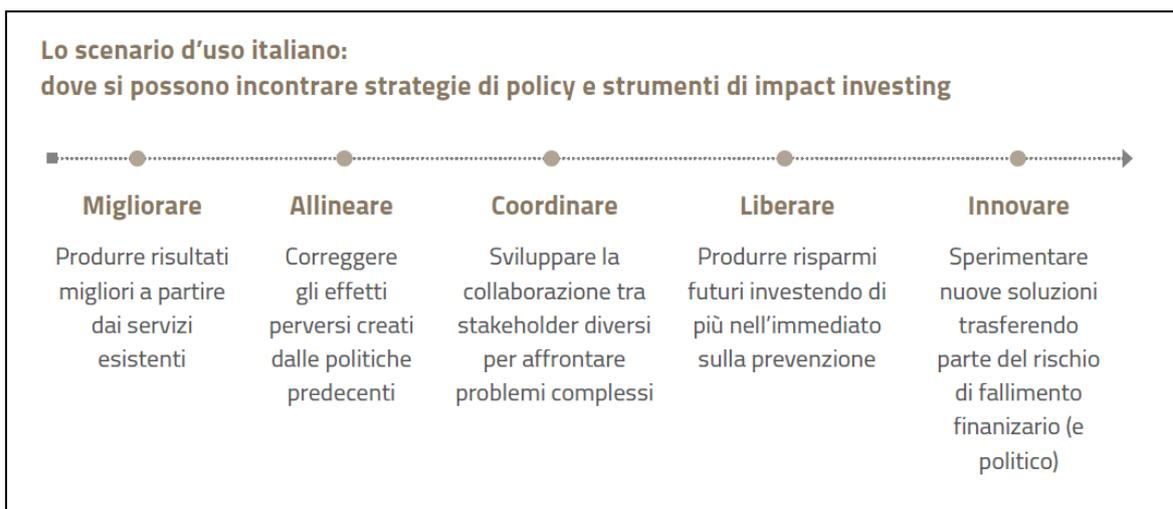 Lo scenario d'uso italiano:
dove si possono incontrare strategie di policy e strumenti di impact investing
Migliorare
Produrre risultati
migliori a partire
dai servizi
esistenti
Allineare
Correggere
gli effetti
perversi creati
dalle politiche
predecenti
Coordinare
Sviluppare la
collaborazione tra
stakeholder diversi
per affrontare
problemi complessi
Liberare
Produrre risparmi
futuri investendo di
più nell'immediato
sulla prevenzione
Innovare
Sperimentare
nuove soluzioni
trasferendo
parte del rischio
di fallimento
finanizario (e
politico)